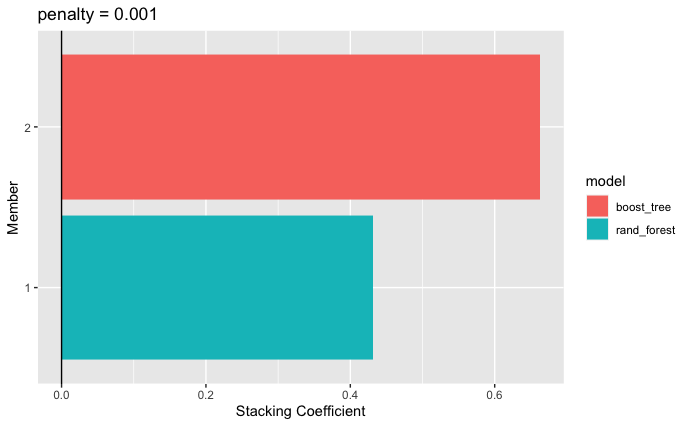 penalty = 0.001
2
1
Member
0.0 0.2 0.4 0.6
Stacking Coefficient
model
boost_tree
rand_forest